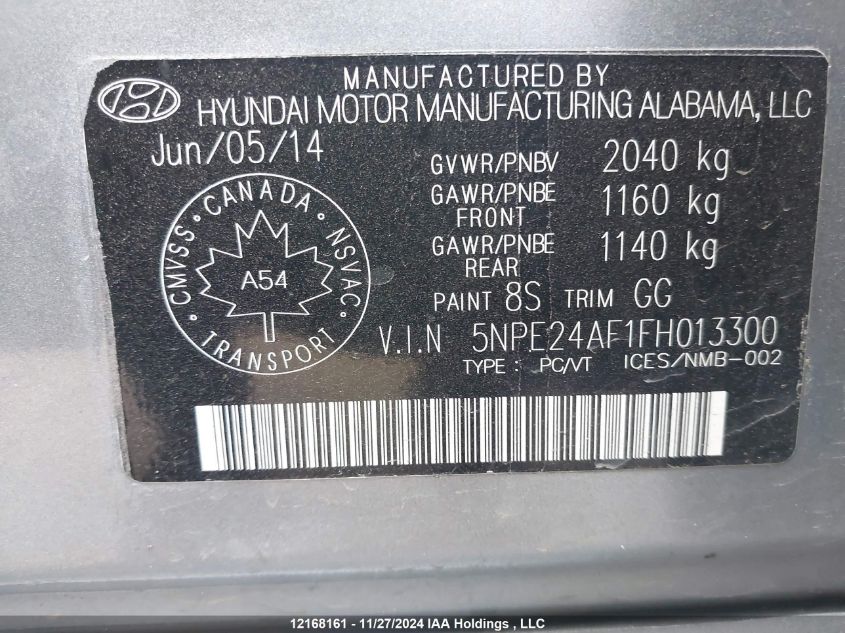 MANUFACTURED BY
HYUNDAI MOTOR MANUFACTURING ALABAMA, LLC
Jun/05/14
GVWR/PNBV 2040 kg
GAWR/PNBE FRONT 1160 kg
GAWR/PNBE REAR 1140 kg
PAINT 8S TRIM GG
CMVSS • CANADA • NSVAC • TRANSPORT •
A54
V.I.N 5NPE24AF1FH013300
TYPE : PC/VT ICES/NMB-002
12168161 - 11/27/2024 IAA Holdings , LLC